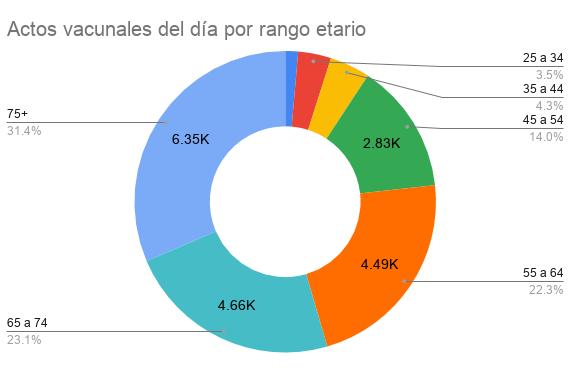 Actos vacunales del día por rango etario
25 a 34
3.5%
35 a 44
4.3%
45 a 54
14.0%
75+
31.4%
6.35K
2.83K
4.49K
55 a 64
22.3%
4.66K
65 a 74
23.1%